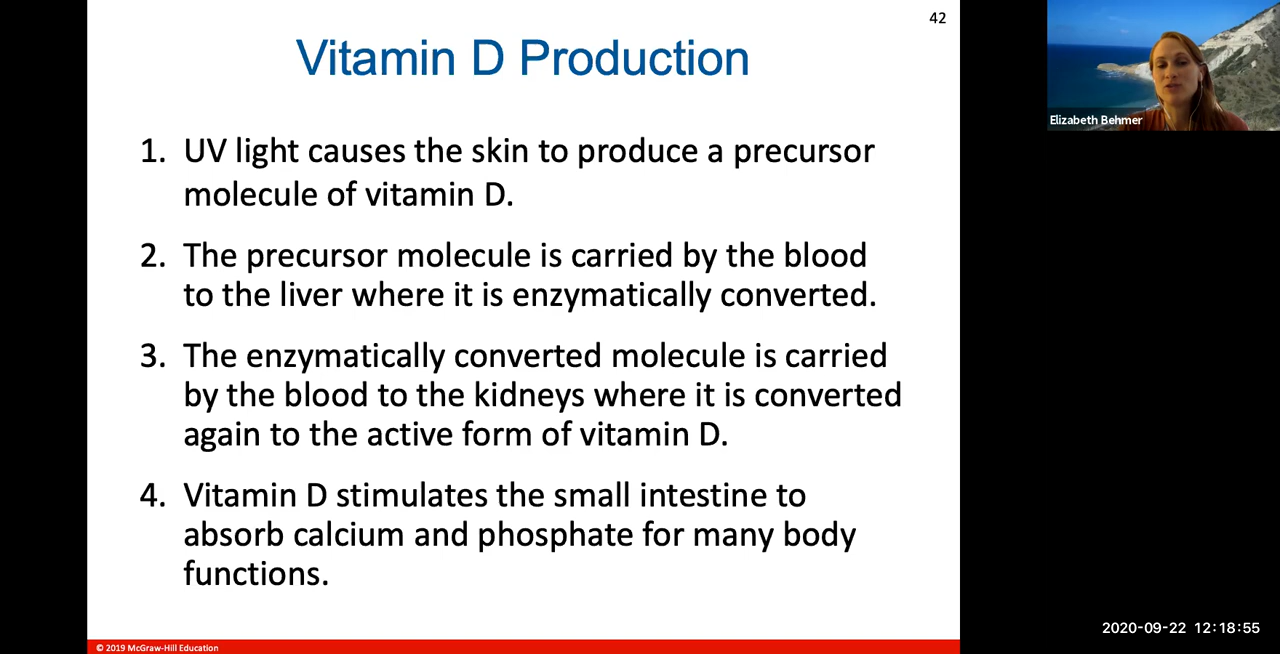 42
Vitamin D Production
1. UV light causes the skin to produce a precursor
molecule of vitamin D.
2. The precursor molecule is carried by the blood
to the liver where it is enzymatically converted.
3. The enzymatically converted molecule is carried
by the blood to the kidneys where it is converted
again to the active form of vitamin D.
4. Vitamin D stimulates the small intestine to
absorb calcium and phosphate for many body
functions.
© 2019 McGraw-Hill Education
Elizabeth Behmer
2020-09-22 12:18:55